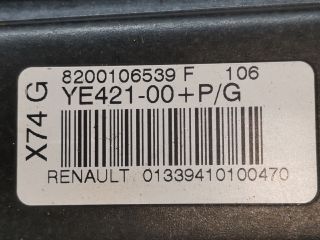 8200106539 F 106
YE421-00+P/G
X74 G
RENAULT 01339410100470